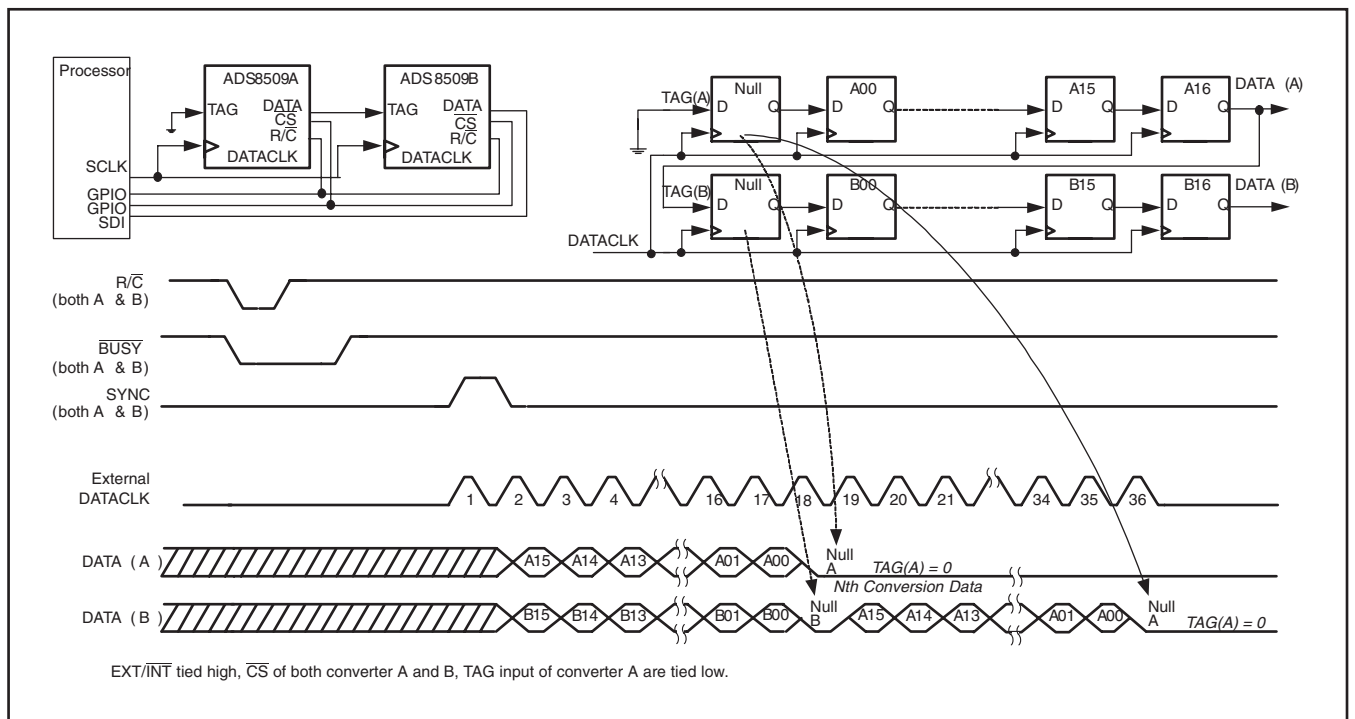 Processor
SCLK
GPIO
GPIO
SDI
ADS8509A
TAG
DATA
CS
R/C
DATACLK
ADS8509B
TAG
DATA
CS
R/C
DATACLK
TAG(A)
Null
D Q
A00
A15
D Q
A16
D Q
DATA (A)
TAG(B)
Null
D Q
B00
B15
D Q
B16
D Q
DATA (B)
DATACLK
R/C
(both A & B)
BUSY
(both A & B)
SYNC
(both A & B)
External
DATACLK
1 2 3 4 16 17 18 19 20 21 34 35 36
DATA (A)
A15 A14 A13 A01 A00
Null
A
TAG(A) = 0
Nth Conversion Data
DATA (B)
B15 B14 B13 B01 B00
Null
B
A15 A14 A13 A01 A00
Null
A
TAG(A) = 0
EXT/INT tied high, CS of both converter A and B, TAG input of converter A are tied low.